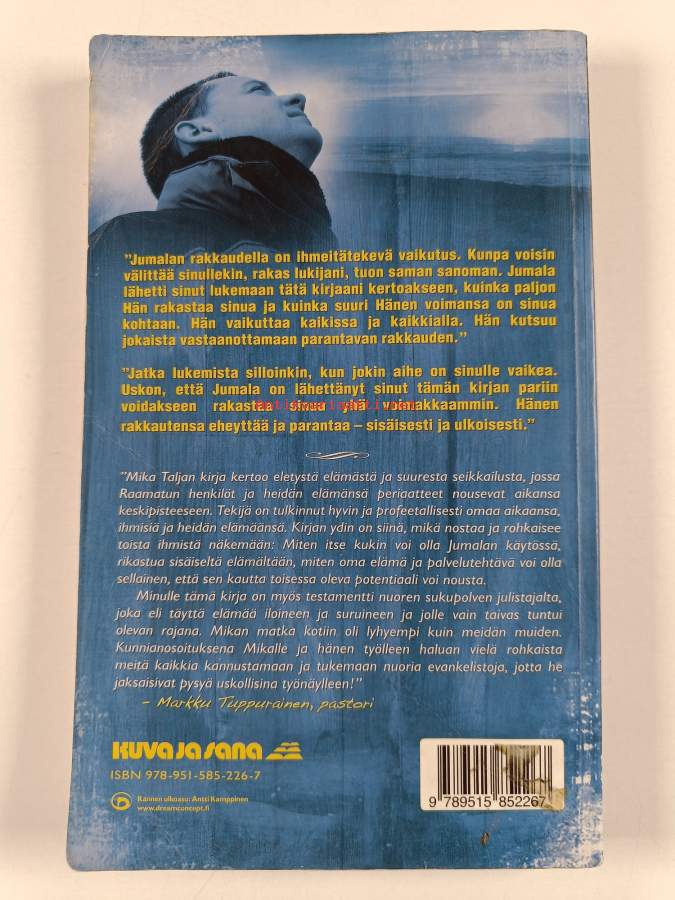 ”Jumalan rakkaudella on ihmeitätekevä vaikutus. Kunpa voisin
välittää sinullekin, rakas lukijani, tuon saman sanoman. Jumala
lähetti sinut lukemaan tätä kirjaani kertoakseen, kuinka paljon
Hän rakastaa sinua ja kuinka suuri Hänen voimansa on sinua
kohtaan. Hän vaikuttaa kaikissa ja kaikkialla. Hän kutsuu
jokaista vastaanottamaan parantavan rakkauden.”
”Jatka lukemista silloinkin, kun jokin aihe on sinulle vaikea.
Uskon, että Jumala on lähettänyt sinut tämän kirjan pariin
voidakseen rakastaa sinua yhä voimakkaammin. Hänen
rakkautensa eheyttää ja parantaa – sisäisesti ja ulkoisesti.”
”Mika Taljan kirja kertoo eletystä elämästä ja suuresta seikkailusta, jossa
Raamatun henkilöt ja heidän elämänsä periaatteet nousevat aikansa
keskipisteeseen. Tekijä on tulkinnut hyvin ja profeetallisesti omaa aikaansa,
ihmisiä ja heidän elämäänsä. Kirjan ydin on siinä, mikä nostaa ja rohkaisee
toista ihmistä näkemään: Miten itse kukin voi olla Jumalan käytössä,
rikastua sisäiseltä elämältään, miten oma elämä ja palvelutehtävä voi olla
sellainen, että sen kautta toisessa oleva potentiaali voi nousta.
Minulle tämä kirja on myös testamentti nuoren sukupolven julistajalta,
joka eli täyttä elämää iloineen ja suruineen ja jolle vain taivas tuntui
olevan rajana. Mikan matka kotiin oli lyhyempi kuin meidän muiden.
Kunnianosoituksena Mikalle ja hänen työlleen haluan vielä rohkaista
meitä kaikkia kannustamaan ja tukemaan nuoria evankelistoja, jotta he
jaksaisivat pysyä uskollisina työnäylleen!”
– Markku Tuppurainen, pastori
KUVA JA SANA
ISBN 978-951-585-226-7
Kannen ulkoasu: Antti Kamppinen
www.dreamconcept.fi
9 789515 852267